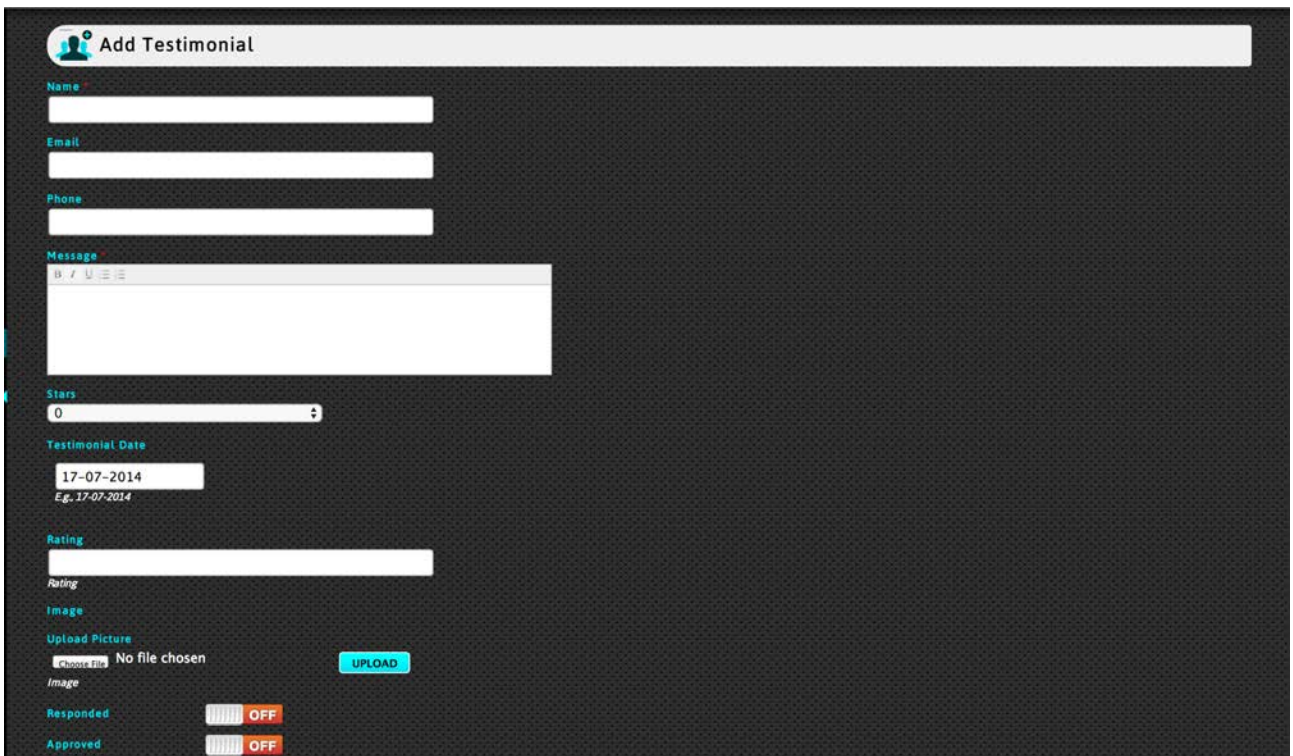 Add Testimonial
Name *
Email
Phone
Message *
B I U
Stars
0
Testimonial Date
17-07-2014
E.g., 17-07-2014
Rating
Rating
Image
Upload Picture
Choose File No file chosen UPLOAD
Image
Responded OFF
Approved OFF